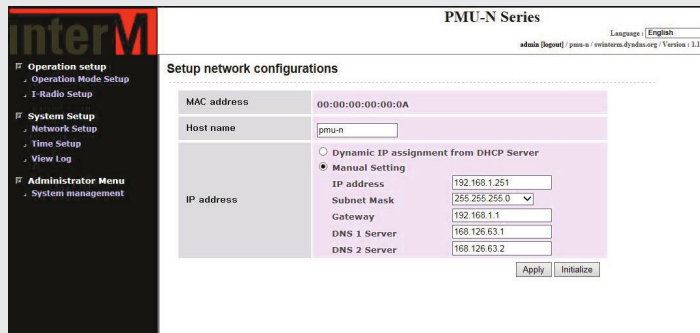 PMU-N Series
Language : English
admin [logout] / pmu-n / swinterm.dyndns.org / Version : 1.1
interM
Operation setup
Operation Mode Setup
I-Radio Setup
System Setup
Network Setup
Time Setup
View Log
Administrator Menu
System management
Setup network configurations
MAC address 00:00:00:00:00:0A
Host name pmu-n
IP address
Dynamic IP assignment from DHCP Server
Manual Setting
IP address 192.168.1.251
Subnet Mask 255.255.255.0
Gateway 192.168.1.1
DNS 1 Server 168.126.63.1
DNS 2 Server 168.126.63.2
Apply Initialize